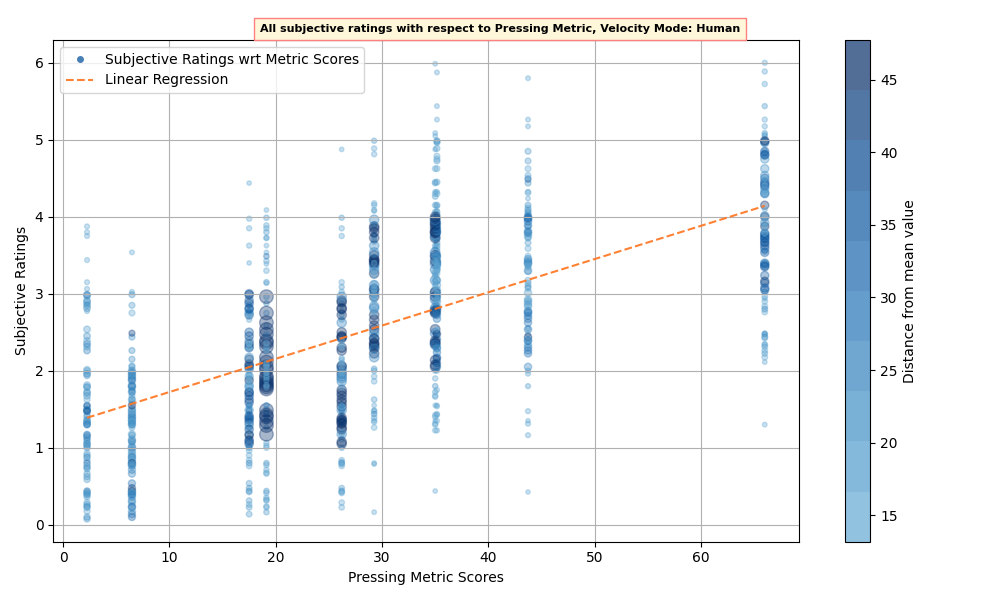 All subjective ratings with respect to Pressing Metric, Velocity Mode: Human
Subjective Ratings wrt Metric Scores
Linear Regression
Subjective Ratings
6
5
4
3
2
1
0
0 10 20 30 40 50 60
Pressing Metric Scores
45
40
35
30
25
20
15
Distance from mean value